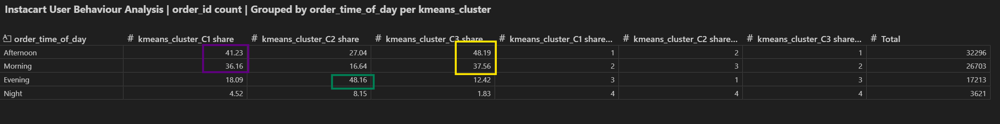 Instacart User Behaviour Analysis | order_id count | Grouped by order_time_of_day per kmeans_cluster
order_time_of_day # kmeans_cluster_C1 share # kmeans_cluster_C2 share # kmeans_cluster_C3 share # kmeans_cluster_C1 share... # kmeans_cluster_C2 share... # kmeans_cluster_C3 share... # Total
Afternoon 41.23 27.04 48.19 1 2 1 32296
Morning 36.16 16.64 37.56 2 3 2 26703
Evening 18.09 48.16 12.42 3 1 3 17213
Night 4.52 8.15 1.83 4 4 4 3621